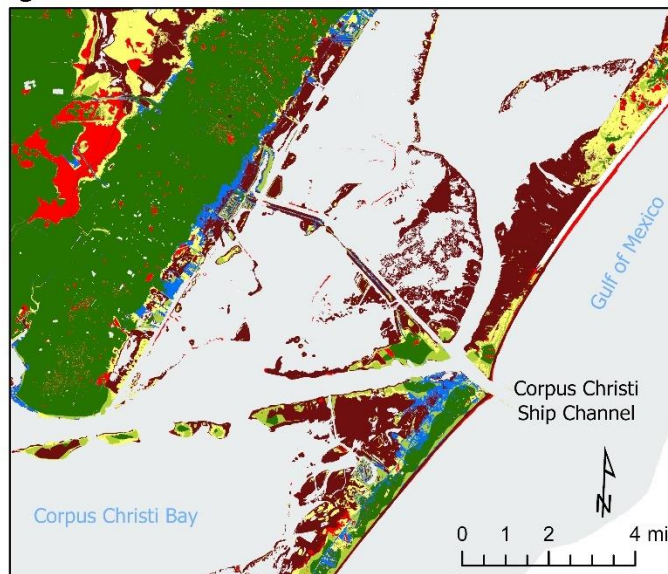 Gulf of Mexico
Corpus Christi
Ship Channel
N
Corpus Christi Bay
0 1 2 4 mi